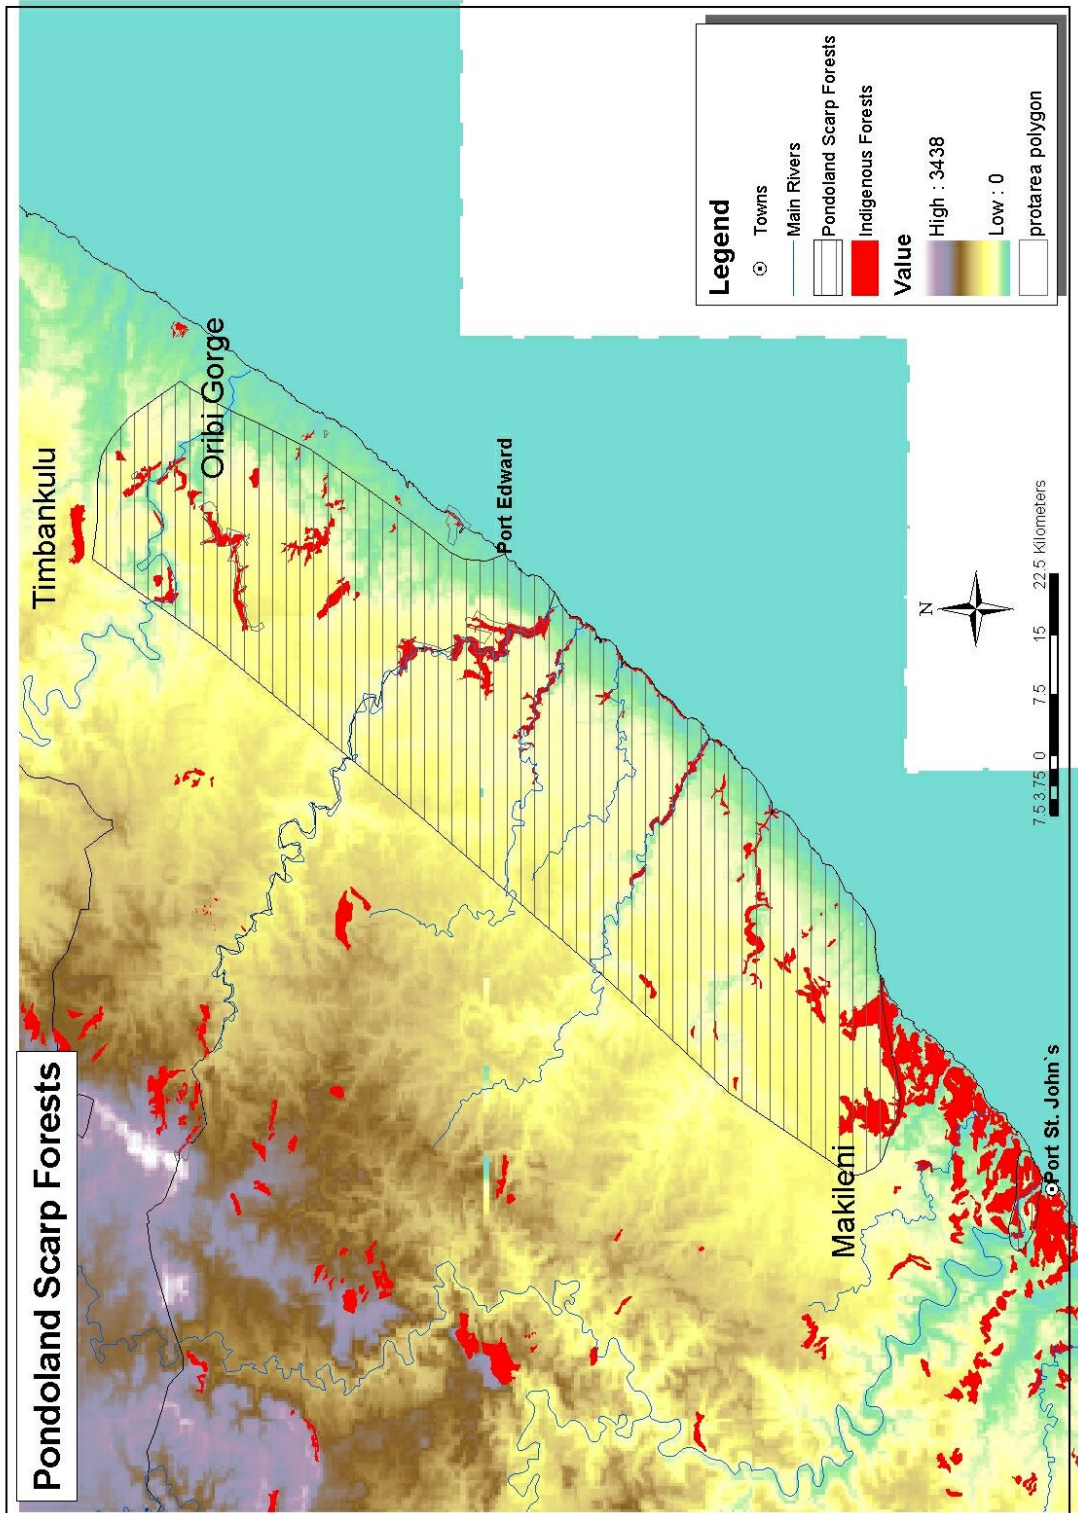 Pondoland Scarp Forests
Timbankulu
Oribi Gorge
Port Edward
Makileni
Port St. John`s
N
7.5 3.75 0 7.5 15 22.5 Kilometers
Legend
Towns
Main Rivers
Pondoland Scarp Forests
Indigenous Forests
Value
High : 3438
Low : 0
protarea polygon